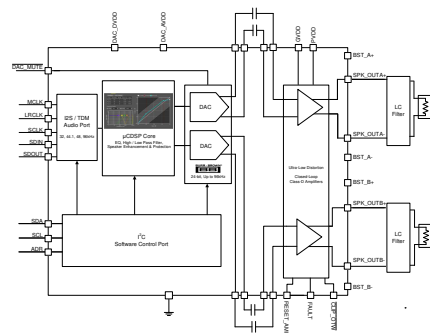 DAC_DVDD
DAC_AVDD
GVDD
PVDD
BST_A+
SPK_OUTA+
DAC_MUTE
MCLK
LRCLK
SCLK
SDIN
SDOUT
I2S / TDM
Audio Port
32, 44.1, 48, 96kHz
µCDSP Core
EQ, High / Low Pass Filter,
Speaker Enhancement & Protection
DAC
DAC
24-bit, Up to 96kHz
Ultra-Low Distortion
Closed-Loop
Class-D Amplifiers
LC
Filter
SPK_OUTA-
BST_A-
BST_B+
SPK_OUTB+
LC
Filter
SPK_OUTB-
BST_B-
SDA
SCL
ADR
I²C
Software Control Port
RESET_AMP
FAULT
CLIP_OTW